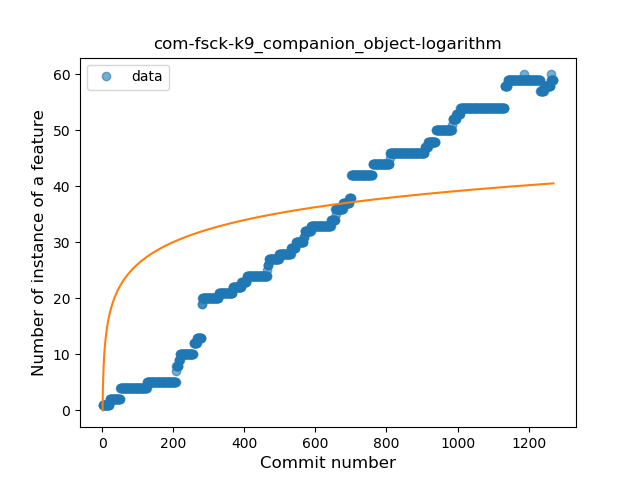 com-fsck-k9_companion_object-logarithm
data
Number of instance of a feature
60
50
40
30
20
10
0
0 200 400 600 800 1000 1200
Commit number